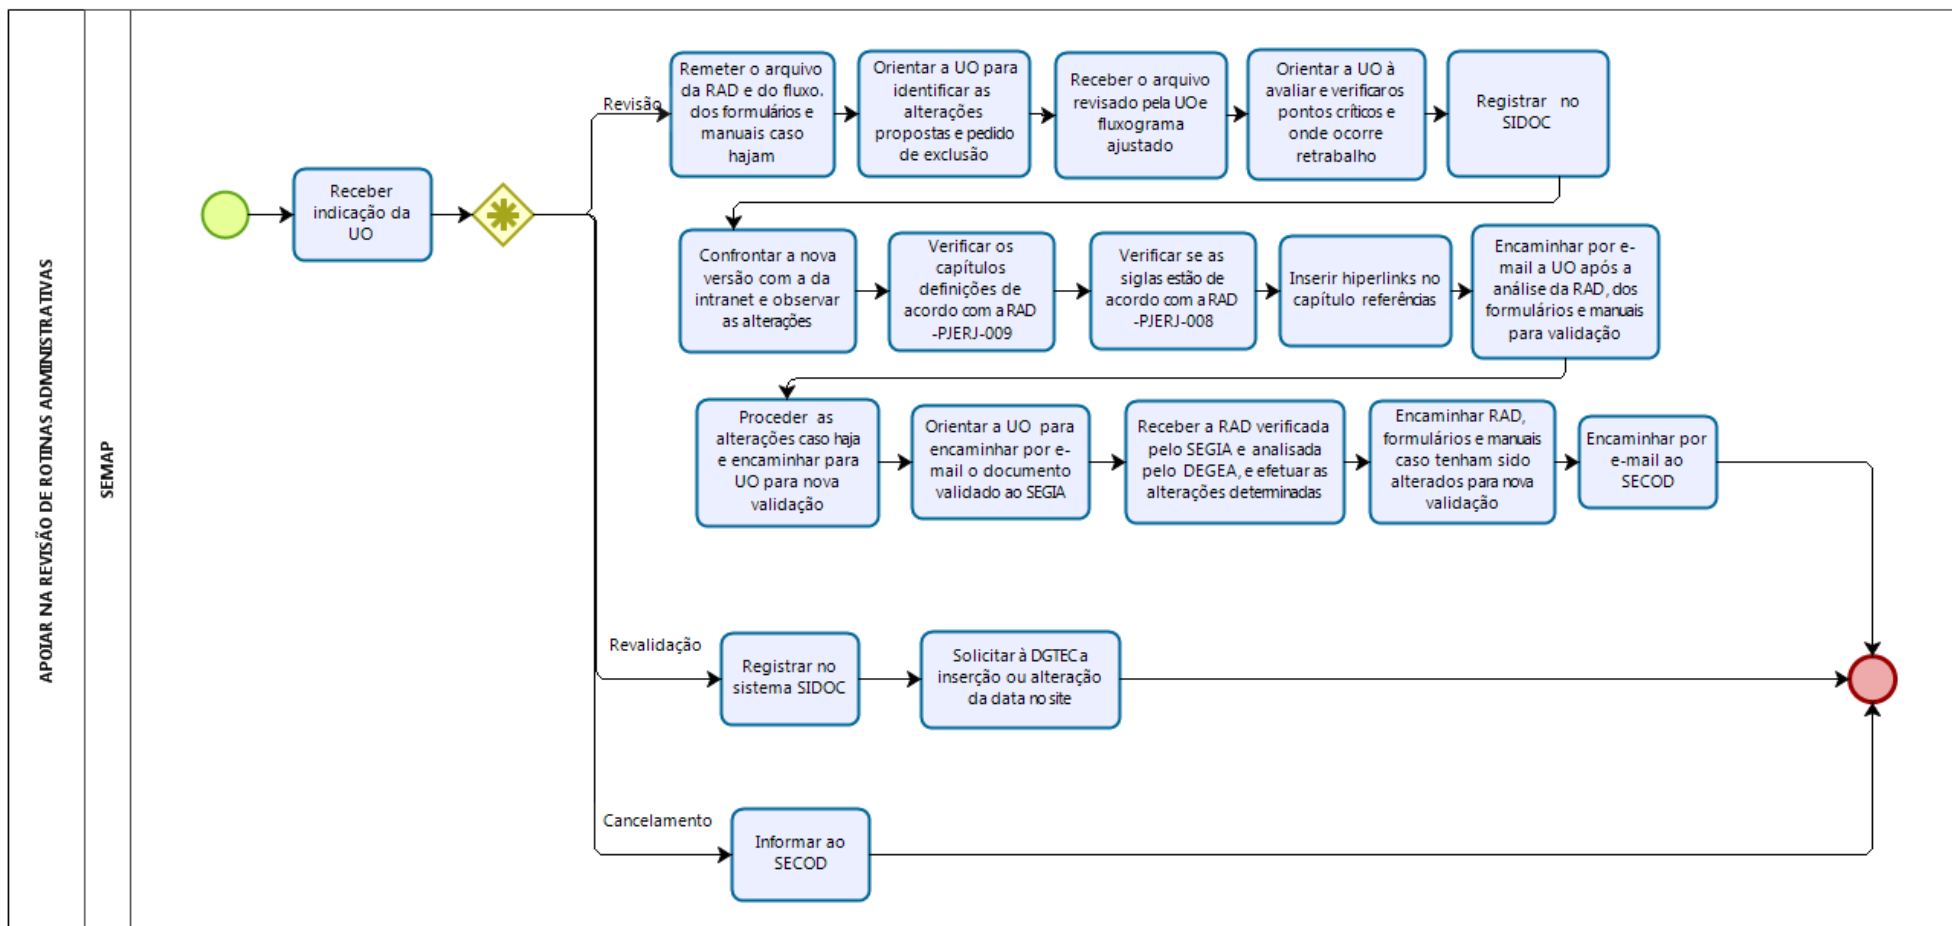 APOIAR NA REVISÃO DE ROTINAS ADMINISTRATIVAS
SEMAP
Receber
indicação da
UO
Revisão
Remeter o arquivo
da RAD e do fluxo.
dos formulários e
manuais caso
hajam
Orientar a UO para
identificar as
alterações
propostas e pedido
de exclusão
Receber o arquivo
revisado pela UO e
fluxograma
ajustado
Orientar a UO à
avaliar e verificar os
pontos críticos e
onde ocorre
retrabalho
Registrar no
SIDOC
Confrontar a nova
versão com a da
intranet e observar
as alterações
Verificar os
capítulos
definições de
acordo com a RAD
-PJERJ-009
Verificar se as
siglas estão de
acordo com a RAD
-PJERJ-008
Inserir hiperlinks no
capítulo referências
Encaminhar por e-
mail a UO após a
análise da RAD, dos
formulários e manuais
para validação
Proceder as
alterações caso haja
e encaminhar para
UO para nova
validação
Orientar a UO para
encaminhar por e-
mail o documento
validado ao SEGIA
Receber a RAD verificada
pelo SEGIA e analisada
pelo DEGEA, e efetuar as
alterações determinadas
Encaminhar RAD,
formulários e manuais
caso tenham sido
alterados para nova
validação
Encaminhar por
e-mail ao
SECOD
Revalidação
Registrar no
sistema SIDOC
Solicitar à DGTEC a
inserção ou alteração
da data no site
Cancelamento
Informar ao
SECOD